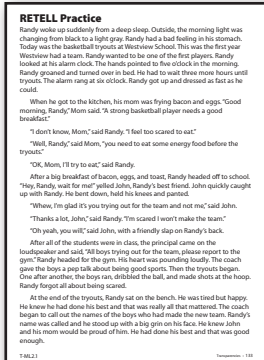 RETELL Practice
Randy woke up suddenly from a deep sleep. Outside, the morning light was
changing from black to a light gray. Randy had a bad feeling in his stomach.
Today was the basketball tryouts at Westview School. This was the first year
Westview had a team. Randy wanted to be one of the first players. Randy
looked at his alarm clock. The hands pointed to five o'clock in the morning.
Randy groaned and turned over in bed. He had to wait three more hours until
tryouts. The alarm rang at six o'clock. Randy got up and dressed as fast as he
could.
When he got to the kitchen, his mom was frying bacon and eggs. "Good
morning, Randy," Mom said. "A strong basketball player needs a good
breakfast."
"I don't know, Mom," said Randy. "I feel too scared to eat."
"Well, Randy," said Mom, "you need to eat some energy food before the
tryouts."
"OK, Mom, I'll try to eat," said Randy.
After a big breakfast of bacon, eggs, and toast, Randy headed off to school.
"Hey, Randy, wait for me!" yelled John, Randy's best friend. John quickly caught
up with Randy. He bent down, held his knees and panted.
"Whew, I'm glad it's you trying out for the team and not me," said John.
"Thanks a lot, John," said Randy. "I'm scared I won't make the team."
"Oh yeah, you will," said John, with a friendly slap on Randy's back.
After all of the students were in class, the principal came on the
loudspeaker and said, "All boys trying out for the team, please report to the
gym." Randy headed for the gym. His heart was pounding loudly. The coach
gave the boys a pep talk about being good sports. Then the tryouts began.
One after another, the boys ran, dribbled the ball, and made shots at the hoop.
Randy forgot all about being scared.
At the end of the tryouts, Randy sat on the bench. He was tired but happy.
He knew he had done his best and that was really all that mattered. The coach
began to call out the names of the boys who had made the new team. Randy's
name was called and he stood up with a big grin on his face. He knew John
and his mom would be proud of him. He had done his best and that was good
enough.
T-ML2.1
Transparencies - 135